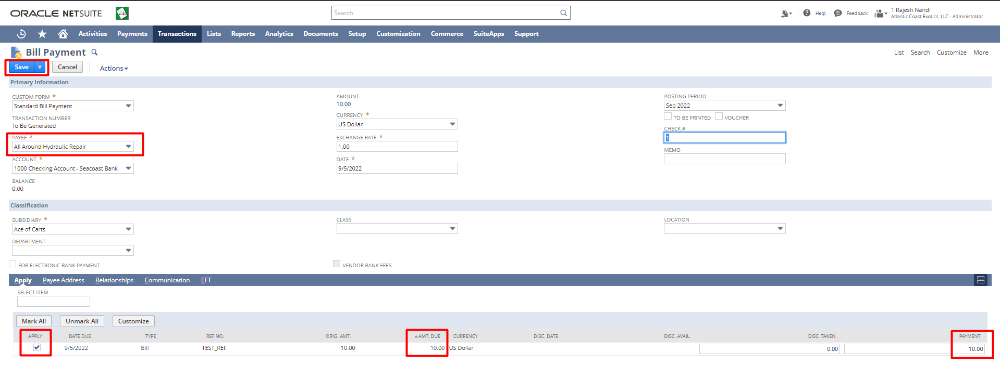 ORACLE NETSUITE
Search
Help
Feedback
1 Rajesh Nandi
Atlantic Coast Exotics, LLC - Administrator
Activities Payments Transactions Lists Reports Analytics Documents Setup Customization Commerce SuiteApps Support
Bill Payment
List Search Customize More
Save Cancel Actions
Primary Information
CUSTOM FORM *
Standard Bill Payment
TRANSACTION NUMBER
To Be Generated
PAYEE *
All Around Hydraulic Repair
ACCOUNT *
1000 Checking Account - Seacoast Bank
BALANCE
0.00
AMOUNT
10.00
CURRENCY *
US Dollar
EXCHANGE RATE *
1.00
DATE *
9/5/2022
POSTING PERIOD
Sep 2022
TO BE PRINTED VOUCHER
CHECK #
1
MEMO
Classification
SUBSIDIARY *
Ace of Carts
DEPARTMENT
CLASS
LOCATION
FOR ELECTRONIC BANK PAYMENT
VENDOR BANK FEES
Apply Payee Address Relationships Communication EFT
SELECT ITEM
Mark All Unmark All Customize
APPLY DATE DUE TYPE REF NO. ORIG. AMT. AMT. DUE CURRENCY DISC. DATE DISC. AVAIL. DISC. TAKEN PAYMENT
9/5/2022 Bill TEST_REF 10.00 10.00 US Dollar 0.00 10.00